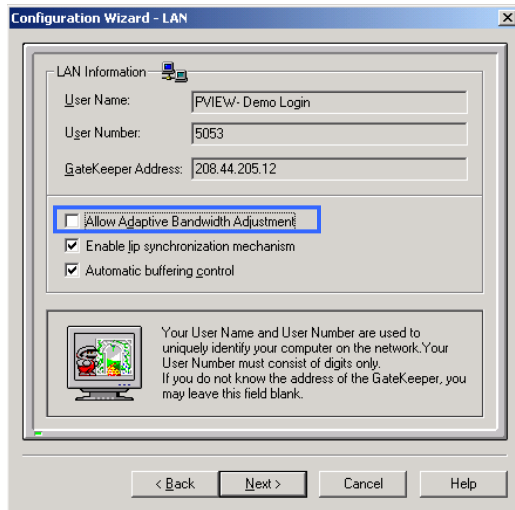 Configuration Wizard - LAN
LAN Information
User Name:
PVIEW- Demo Login
User Number:
5053
GateKeeper Address:
208.44.205.12
Allow Adaptive Bandwidth Adjustment
Enable lip synchronization mechanism
Automatic buffering control
Your User Name and User Number are used to
uniquely identify your computer on the network.Your
User Number must consist of digits only.
If you do not know the address of the GateKeeper, you
may leave this field blank.
< Back
Next >
Cancel
Help